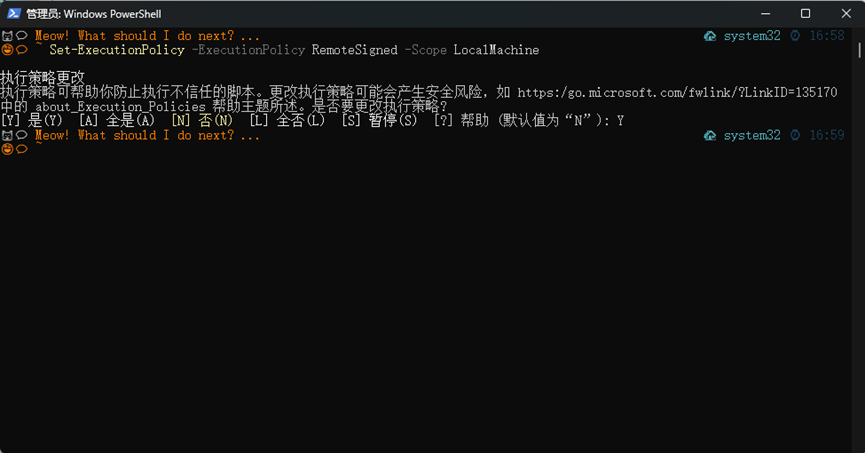 管理员: Windows PowerShell
Meow! What should I do next? ... system32 16:58
~ Set-ExecutionPolicy -ExecutionPolicy RemoteSigned -Scope LocalMachine
执行策略更改
执行策略可帮助你防止执行不信任的脚本。更改执行策略可能会产生安全风险，如 https:/go.microsoft.com/fwlink/?LinkID=135170
中的 about_Execution_Policies 帮助主题所述。是否要更改执行策略?
[Y] 是(Y) [A] 全是(A) [N] 否(N) [L] 全否(L) [S] 暂停(S) [?] 帮助 (默认值为“N”): Y
Meow! What should I do next? ... system32 16:59
~